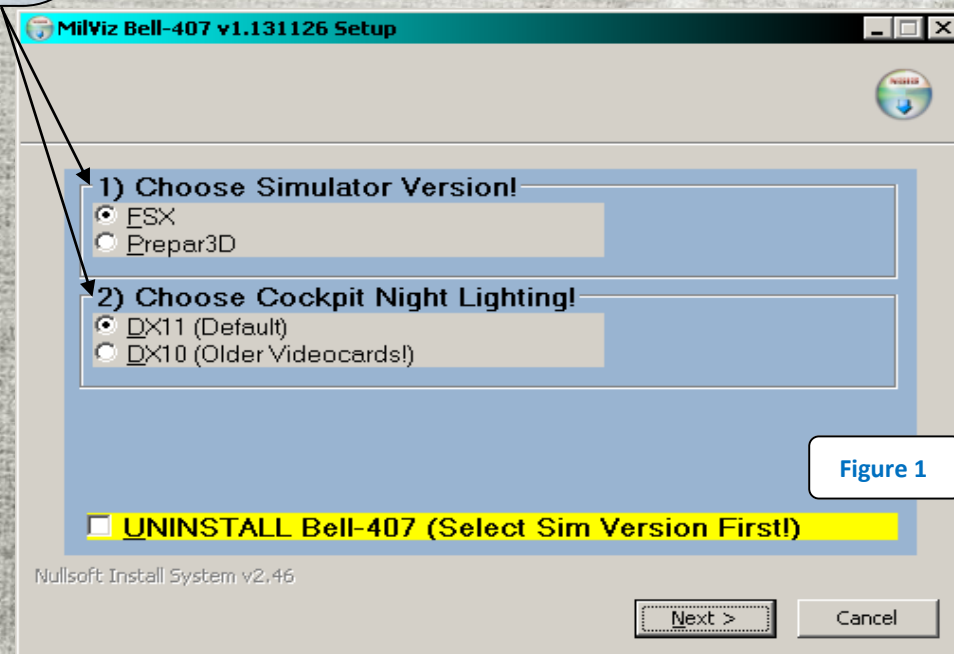 MilViz Bell-407 v1.131126 Setup
1) Choose Simulator Version!
FSX
Prepar3D
2) Choose Cockpit Night Lighting!
DX11 (Default)
DX10 (Older Videocards!)
Figure 1
UNINSTALL Bell-407 (Select Sim Version First!)
Nullsoft Install System v2.46
Next >
Cancel